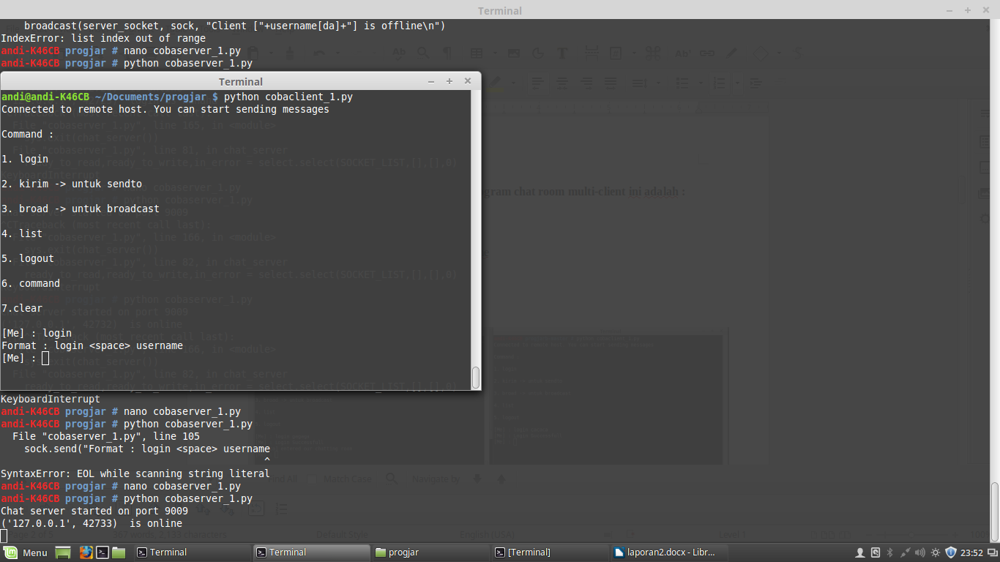 Terminal
broadcast(server_socket, sock, "Client ["+username[da]+"] is offline\n")
IndexError: list index out of range
andi-K46CB progjar # nano cobaserver_1.py
andi-K46CB progjar # python cobaserver_1.py
Terminal
andi@andi-K46CB ~/Documents/progjar $ python cobaclient_1.py
Connected to remote host. You can start sending messages
Command :
1. login
2. kirim -> untuk sendto
3. broad -> untuk broadcast
4. list
5. logout
6. command
7.clear
[Me] : login
Format : login <space> username
[Me] :
ogram chat room multi-client ini adalah :
KeyboardInterrupt
andi-K46CB progjar # nano cobaserver_1.py
andi-K46CB progjar # python cobaserver_1.py
File "cobaserver_1.py", line 105
sock.send("Format : login <space> username
^
SyntaxError: EOL while scanning string literal
andi-K46CB progjar # nano cobaserver_1.py
andi-K46CB progjar # python cobaserver_1.py
Chat server started on port 9009
('127.0.0.1', 42733)  is online
Menu
Terminal
Terminal
progjar
[Terminal]
laporan2.docx - Libr...
23:52